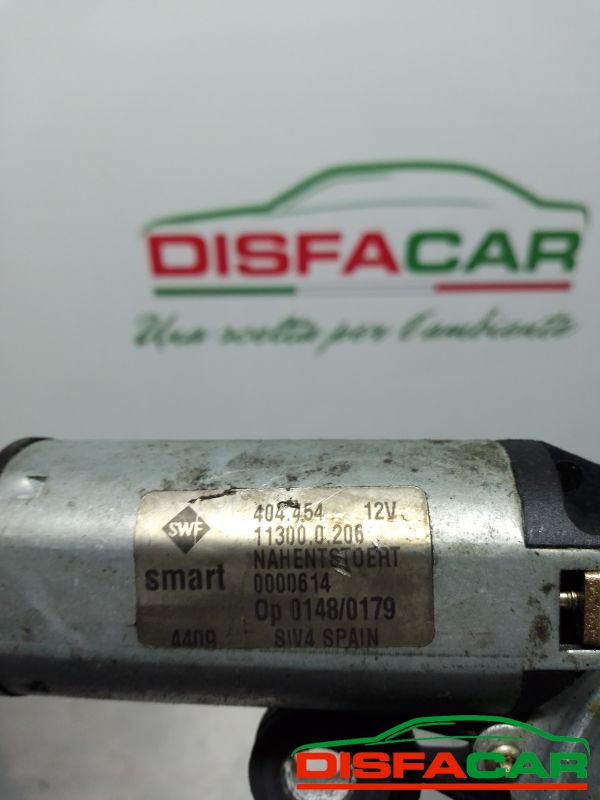 DISFACAR
Una scelta per l'ambiente
SWF
404.454 12V
11300.0.206
NAHENTSTOERT
smart
0000614
Op 0148/0179
4409 SIV4 SPAIN
DISFACAR